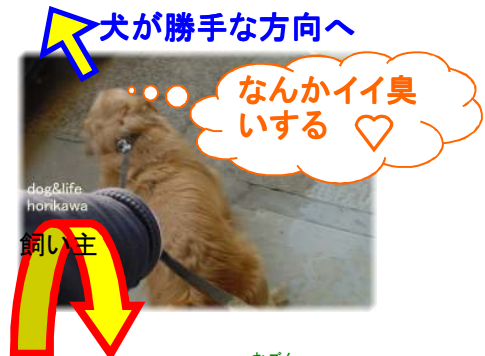 犬が勝手な方向へ
なんかイイ臭
いする ♡
dog&life
horikawa
飼い主